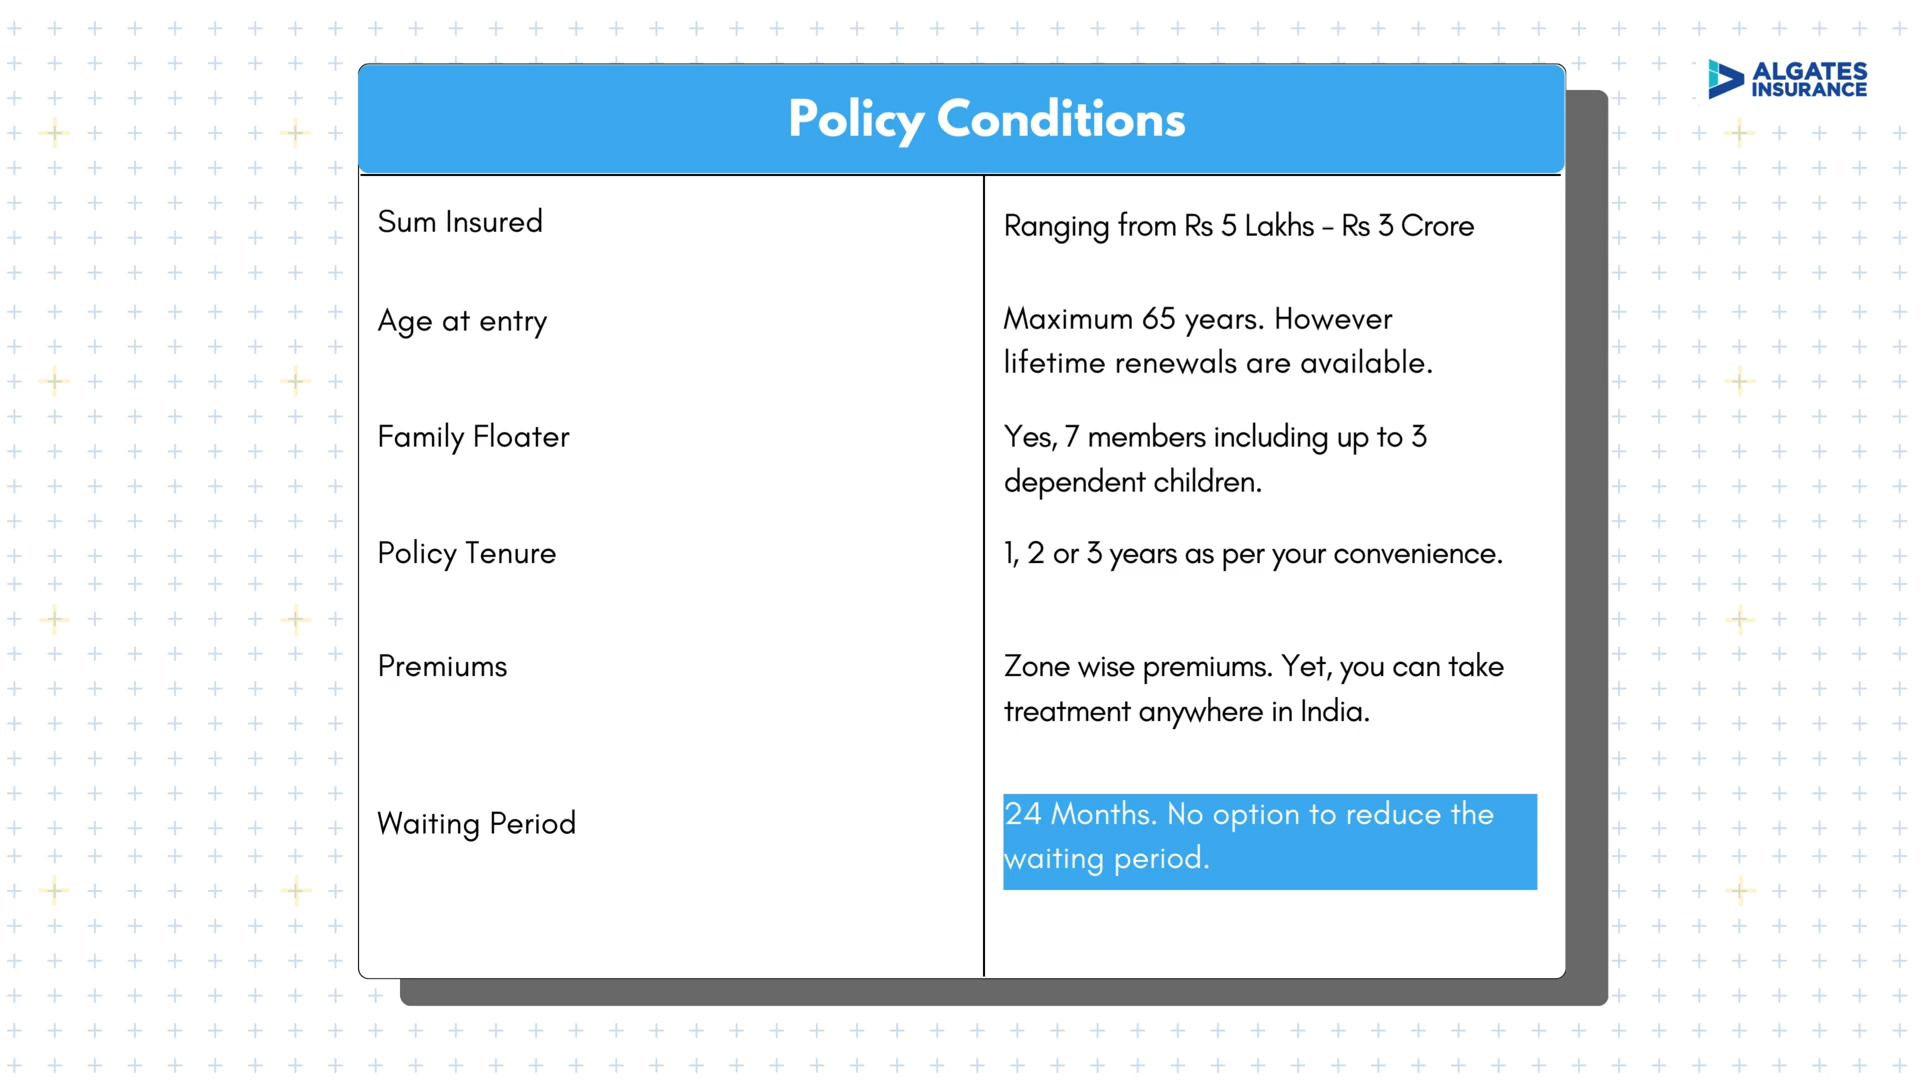 ALGATES
INSURANCE
Policy Conditions
Sum Insured
Ranging from Rs 5 Lakhs - Rs 3 Crore
Age at entry
Maximum 65 years. However
lifetime renewals are available.
Family Floater
Yes, 7 members including up to 3
dependent children.
Policy Tenure
1, 2 or 3 years as per your convenience.
Premiums
Zone wise premiums. Yet, you can take
treatment anywhere in India.
Waiting Period
24 Months. No option to reduce the
waiting period.